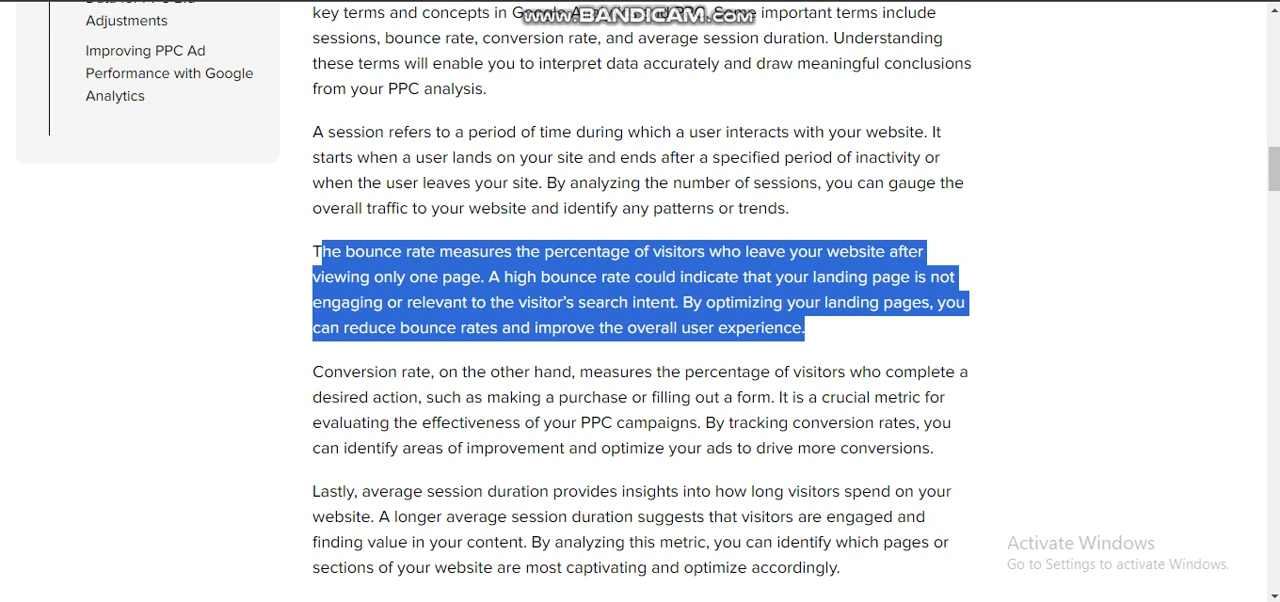 Adjustments
Improving PPC Ad
Performance with Google
Analytics
key terms and concepts in
www.BANDICAM.com
important terms include
sessions, bounce rate, conversion rate, and average session duration. Understanding
these terms will enable you to interpret data accurately and draw meaningful conclusions
from your PPC analysis.
A session refers to a period of time during which a user interacts with your website. It
starts when a user lands on your site and ends after a specified period of inactivity or
when the user leaves your site. By analyzing the number of sessions, you can gauge the
overall traffic to your website and identify any patterns or trends.
The bounce rate measures the percentage of visitors who leave your website after
viewing only one page. A high bounce rate could indicate that your landing page is not
engaging or relevant to the visitor's search intent. By optimizing your landing pages, you
can reduce bounce rates and improve the overall user experience.
Conversion rate, on the other hand, measures the percentage of visitors who complete a
desired action, such as making a purchase or filling out a form. It is a crucial metric for
evaluating the effectiveness of your PPC campaigns. By tracking conversion rates, you
can identify areas of improvement and optimize your ads to drive more conversions.
Lastly, average session duration provides insights into how long visitors spend on your
website. A longer average session duration suggests that visitors are engaged and
finding value in your content. By analyzing this metric, you can identify which pages or
sections of your website are most captivating and optimize accordingly.
Activate Windows
Go to Settings to activate Windows.